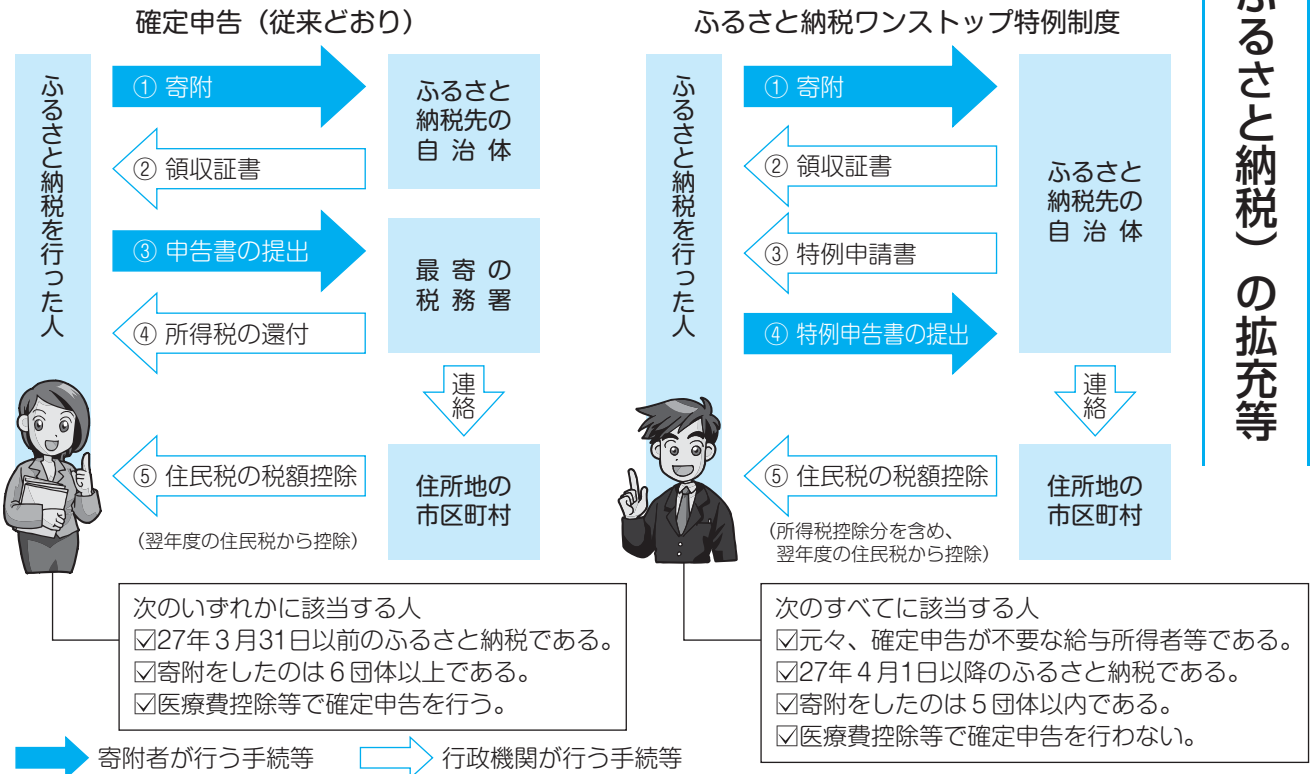 ふるさと納税）の拡充等
確定申告（従来どおり）
ふるさと納税を行った人
① 寄附
② 領収証書
ふるさと
納税先の
自治体
③ 申告書の提出
④ 所得税の還付
最寄の
税務署
連絡
⑤ 住民税の税額控除
（翌年度の住民税から控除）
住所地の
市区町村
次のいずれかに該当する人
☑27年３月31日以前のふるさと納税である。
☑寄附をしたのは６団体以上である。
☑医療費控除等で確定申告を行う。
ふるさと納税ワンストップ特例制度
ふるさと納税を行った人
① 寄附
② 領収証書
③ 特例申請書
④ 特例申告書の提出
ふるさと
納税先の
自治体
連絡
⑤ 住民税の税額控除
（所得税控除分を含め、
翌年度の住民税から控除）
住所地の
市区町村
次のすべてに該当する人
☑元々、確定申告が不要な給与所得者等である。
☑27年４月1日以降のふるさと納税である。
☑寄附をしたのは５団体以内である。
☑医療費控除等で確定申告を行わない。
寄附者が行う手続等
行政機関が行う手続等